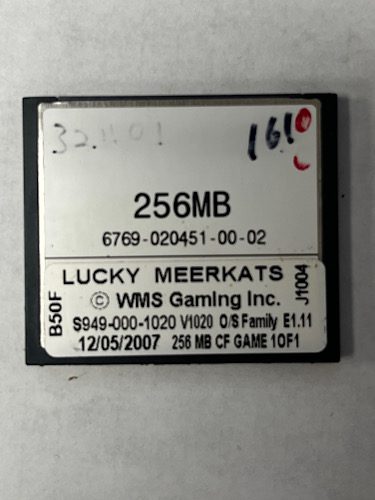 32.1101
161
256MB
6769-020451-00-02
LUCKY MEERKATS
© WMS Gaming Inc.
S949-000-1020 V1020 O/S Family E1.11
12/05/2007 256 MB CF GAME 1OF1
B50F
J1004